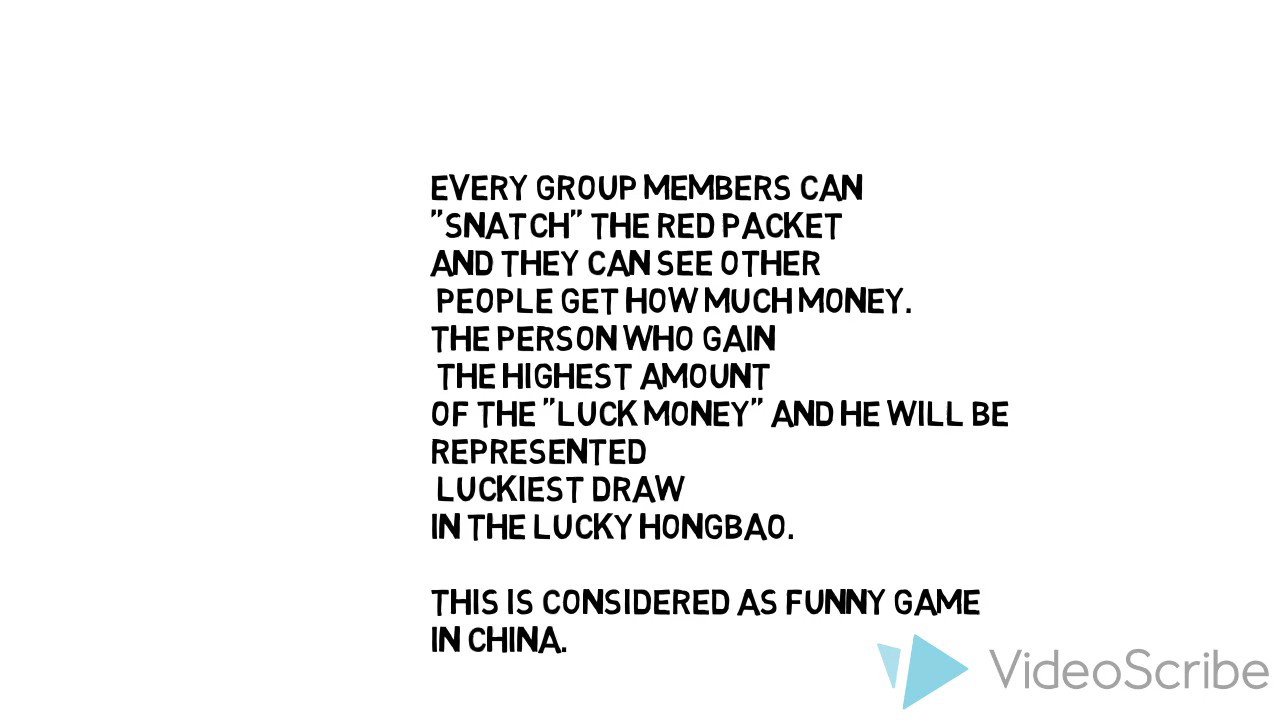 EVERY GROUP MEMBERS CAN
"SNATCH" THE RED PACKET
AND THEY CAN SEE OTHER
PEOPLE GET HOW MUCH MONEY.
THE PERSON WHO GAIN
THE HIGHEST AMOUNT
OF THE "LUCK MONEY" AND HE WILL BE
REPRESENTED
LUCKIEST DRAW
IN THE LUCKY HONGBAO.
THIS IS CONSIDERED AS FUNNY GAME
IN CHINA.
VideoScribe